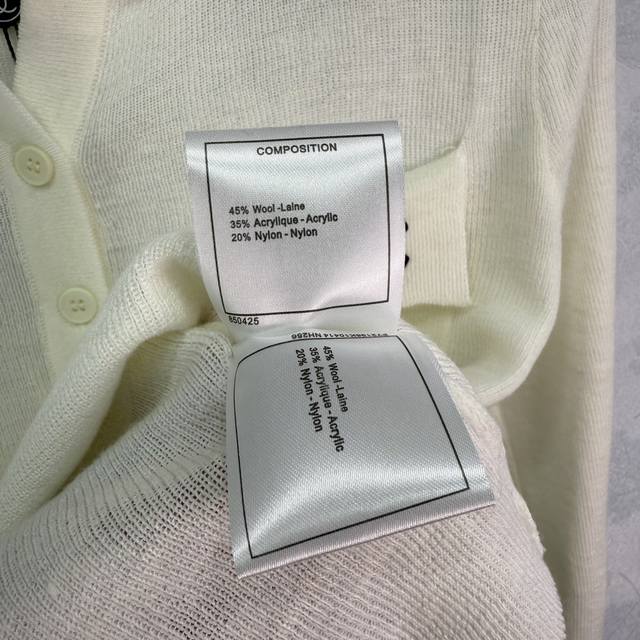 COMPOSITION
45% Wool -Laine
35% Acrylique - Acrylic
20% Nylon - Nylon
850425
45% Wool - Laine
35% Acrylique - Acrylic
20% Nylon - Nylon